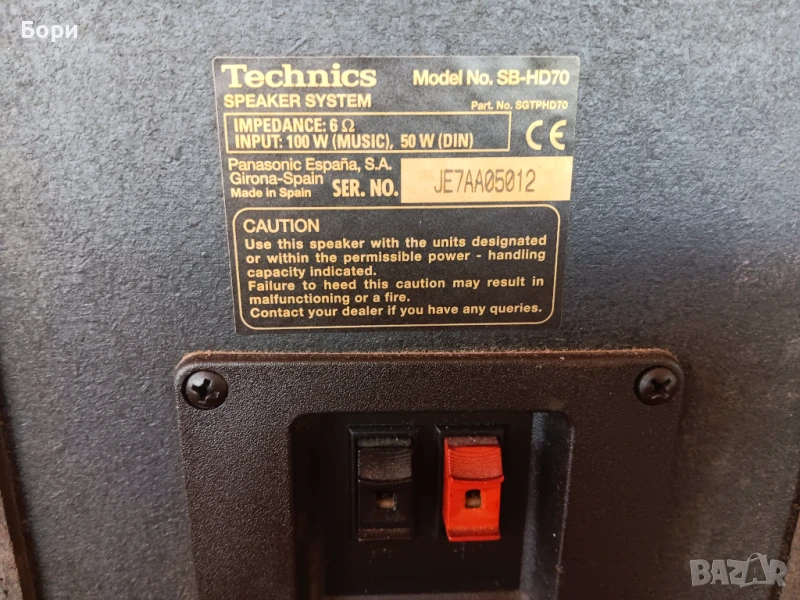 Бори
Technics Model No. SB-HD70
SPEAKER SYSTEM Part. No. SGTPHD70
IMPEDANCE: 6 Ω
INPUT: 100 W (MUSIC), 50 W (DIN)
CE
Panasonic España, S.A.
Girona-Spain
Made in Spain SER. NO. JE7AA05012
CAUTION
Use this speaker with the units designated
or within the permissible power - handling
capacity indicated.
Failure to heed this caution may result in
malfunctioning or a fire.
Contact your dealer if you have any queries.
BAZAR